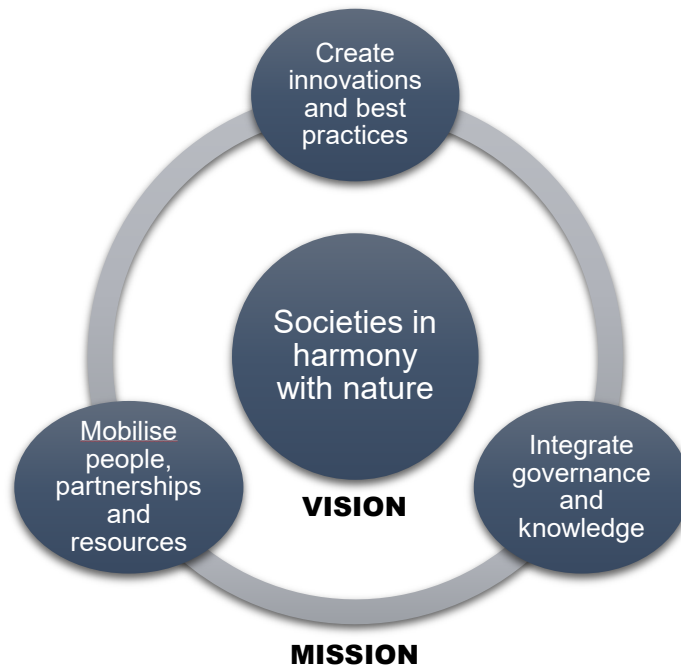 Create
innovations
and best
practices
Societies in
harmony
with nature
VISION
Mobilise
people,
partnerships
and
resources
Integrate
governance
and
knowledge
MISSION